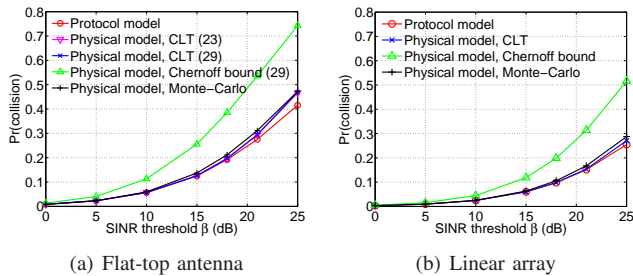 0.8
0.7
0.6
0.5
0.4
0.3
0.2
0.1
0
Pr(collision)
Protocol model
Physical model, CLT (23)
Physical model, CLT (29)
Physical model, Chernoff bound (29)
Physical model, Monte−Carlo
0 5 10 15 20 25
SINR threshold β (dB)
(a) Flat-top antenna
0.8
0.7
0.6
0.5
0.4
0.3
0.2
0.1
0
Pr(collision)
Protocol model
Physical model, CLT
Physical model, Chernoff bound
Physical model, Monte−Carlo
0 5 10 15 20 25
SINR threshold β (dB)
(b) Linear array